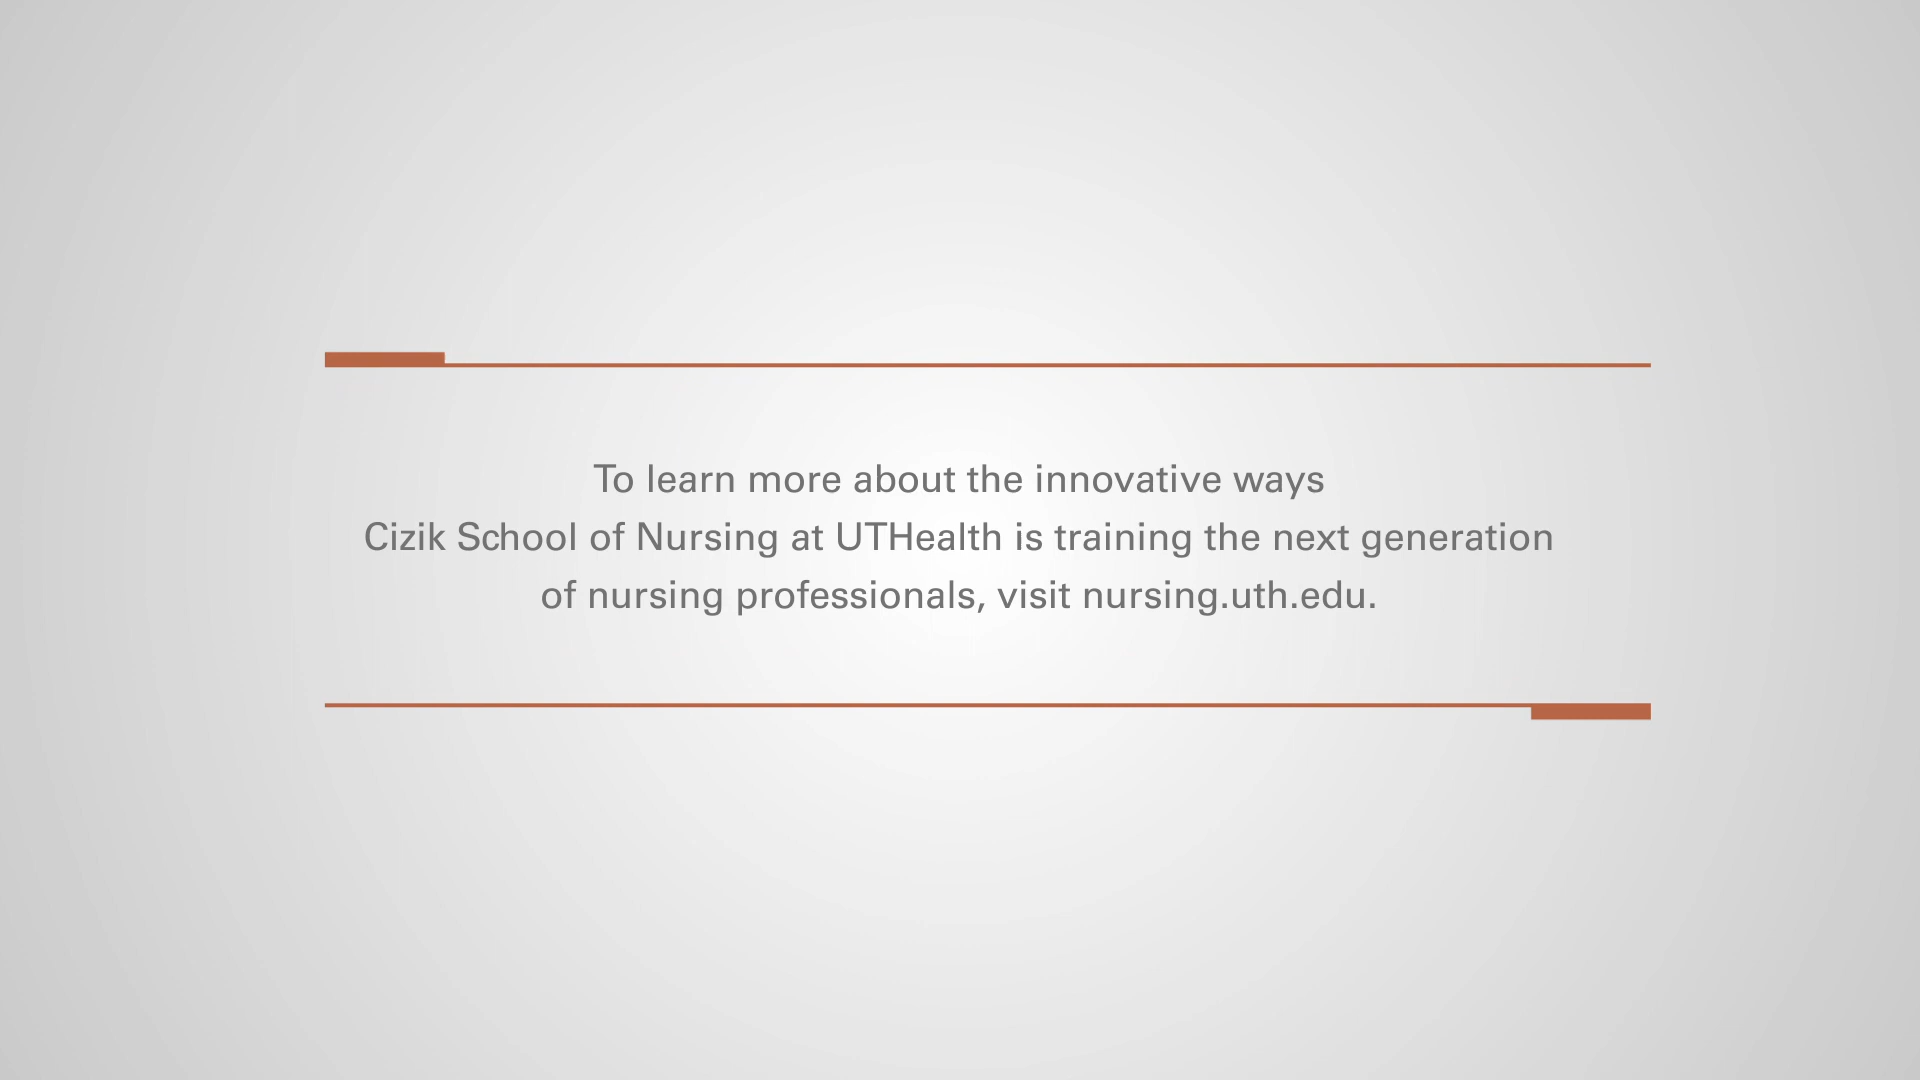 To learn more about the innovative ways
Cizik School of Nursing at UTHealth is training the next generation
of nursing professionals, visit nursing.uth.edu.